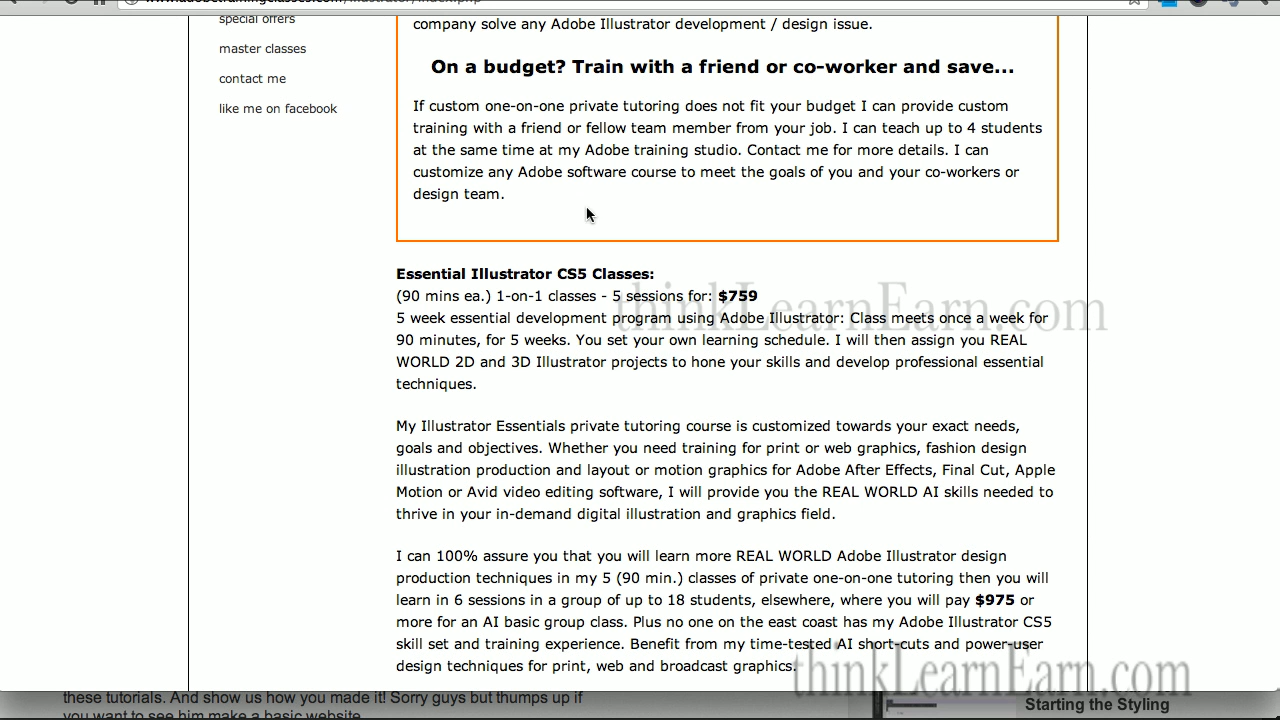 www.adobetrainingclasses.com/illustrator/index.php
special offers
master classes
contact me
like me on facebook
company solve any Adobe Illustrator development / design issue.
On a budget? Train with a friend or co-worker and save...
If custom one-on-one private tutoring does not fit your budget I can provide custom
training with a friend or fellow team member from your job. I can teach up to 4 students
at the same time at my Adobe training studio. Contact me for more details. I can
customize any Adobe software course to meet the goals of you and your co-workers or
design team.
Essential Illustrator CS5 Classes:
(90 mins ea.) 1-on-1 classes - 5 sessions for: $759
thinkLearnEarn.com
5 week essential development program using Adobe Illustrator: Class meets once a week for
90 minutes, for 5 weeks. You set your own learning schedule. I will then assign you REAL
WORLD 2D and 3D Illustrator projects to hone your skills and develop professional essential
techniques.
My Illustrator Essentials private tutoring course is customized towards your exact needs,
goals and objectives. Whether you need training for print or web graphics, fashion design
illustration production and layout or motion graphics for Adobe After Effects, Final Cut, Apple
Motion or Avid video editing software, I will provide you the REAL WORLD AI skills needed to
thrive in your in-demand digital illustration and graphics field.
I can 100% assure you that you will learn more REAL WORLD Adobe Illustrator design
production techniques in my 5 (90 min.) classes of private one-on-one tutoring then you will
learn in 6 sessions in a group of up to 18 students, elsewhere, where you will pay $975 or
more for an AI basic group class. Plus no one on the east coast has my Adobe Illustrator CS5
skill set and training experience. Benefit from my time-tested AI short-cuts and power-user
design techniques for print, web and broadcast graphics.
thinkLearnEarn.com
these tutorials. And show us how you made it! Sorry guys but thumps up if
you want to see him make a basic website
Starting the Styling